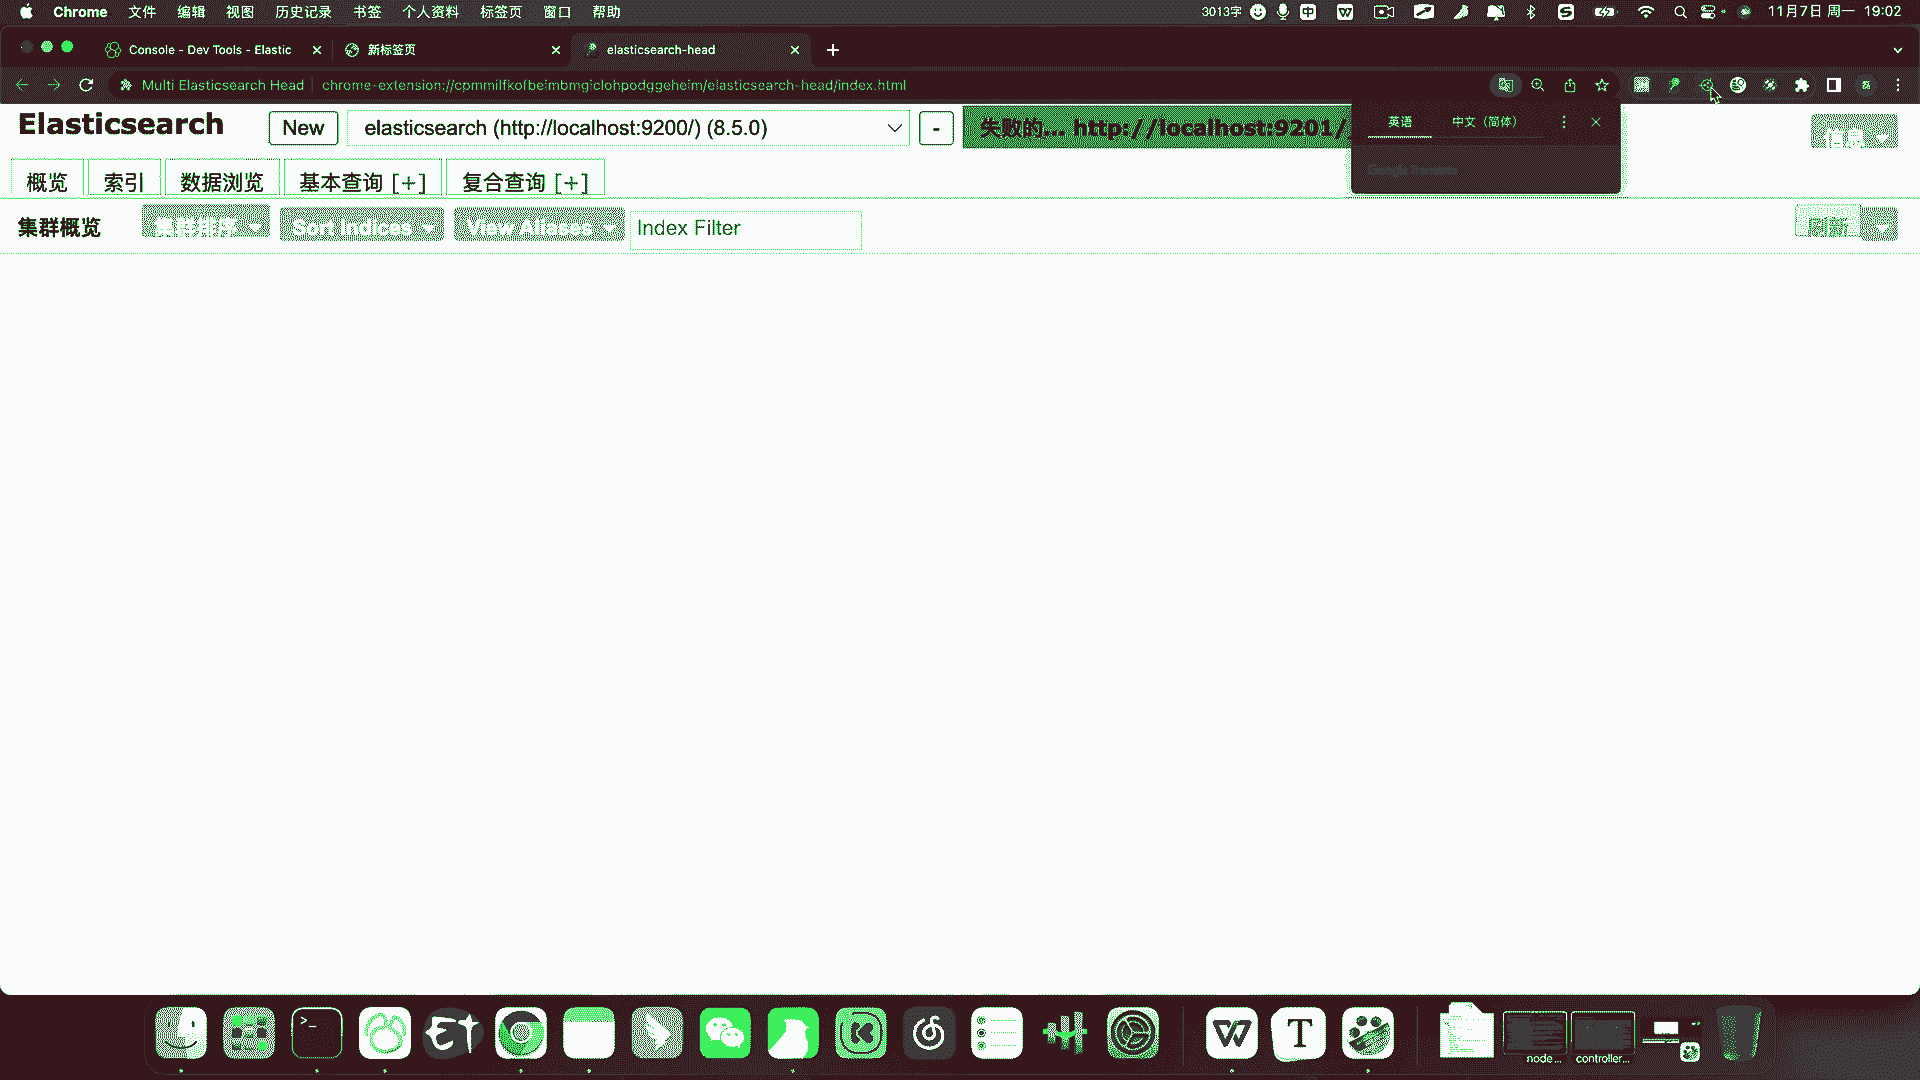 Chrome 文件 编辑 视图 历史记录 书签 个人资料 标签页 窗口 帮助 3013字 中 11月7日 周一 19:02
Console - Dev Tools - Elastic 新标签页 elasticsearch-head
Multi Elasticsearch Head chrome-extension://cpmmilfkofbeimbmgiclohpodggeheim/elasticsearch-head/index.html
Elasticsearch New elasticsearch (http://localhost:9200/) (8.5.0) - 失败的... http://localhost:9201/ 英语 中文 (简体) 信息
Google Translate
概览 索引 数据浏览 基本查询 [+] 复合查询 [+]
集群概览 集群排序 Sort Indices View Aliases Index Filter
node ... controller...